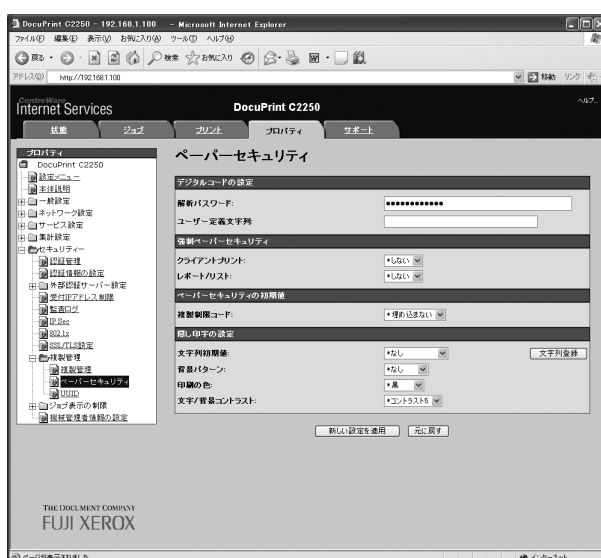 DocuPrint C2250 - 192.168.1.100 - Microsoft Internet Explorer
ファイル(F) 編集(E) 表示(V) お気に入り(A) ツール(T) ヘルプ(H)
戻る 検索 お気に入り
アドレス(D) http://192.168.1.100 移動 リンク
CentreWare
Internet Services
DocuPrint C2250
ヘルプ
状態 ジョブ プリント プロパティ サポート
プロパティ
DocuPrint C2250
設定メニュー
本体説明
一般設定
ネットワーク設定
サービス設定
集計設定
セキュリティー
認証管理
認証情報の設定
外部認証サーバー設定
受付IPアドレス制限
監査ログ
IP Sec
802.1x
SSL/TLS設定
複製管理
複製管理
ペーパーセキュリティ
UUID
ジョブ表示の制限
機械管理者情報の設定
ペーパーセキュリティ
デジタルコードの設定
解析パスワード: ●●●●●●●●●●●●
ユーザー定義文字列:
強制ペーパーセキュリティ
クライアントプリント: *しない
レポート/リスト: *しない
ペーパーセキュリティの初期値
複製制限コード: *埋め込まない
隠し印字の設定
文字列初期値: *なし 文字列登録
背景パターン: *なし
印刷の色: *黒
文字/背景コントラスト: *コントラスト5
新しい設定を適用 元に戻す
THE DOCUMENT COMPANY
FUJI XEROX
ページが表示されました インターネット